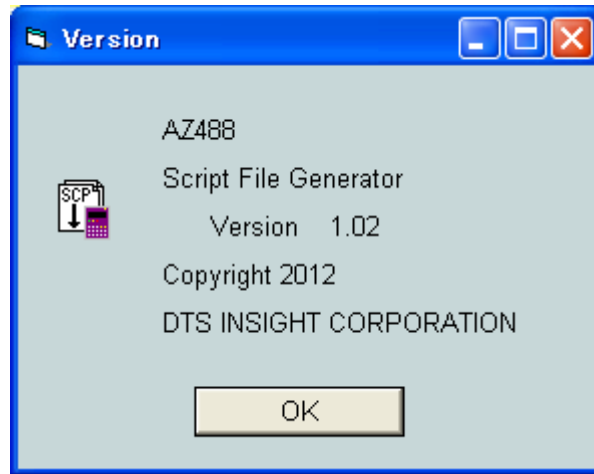 Version
AZ488
SCP
Script File Generator
Version 1.02
Copyright 2012
DTS INSIGHT CORPORATION
OK